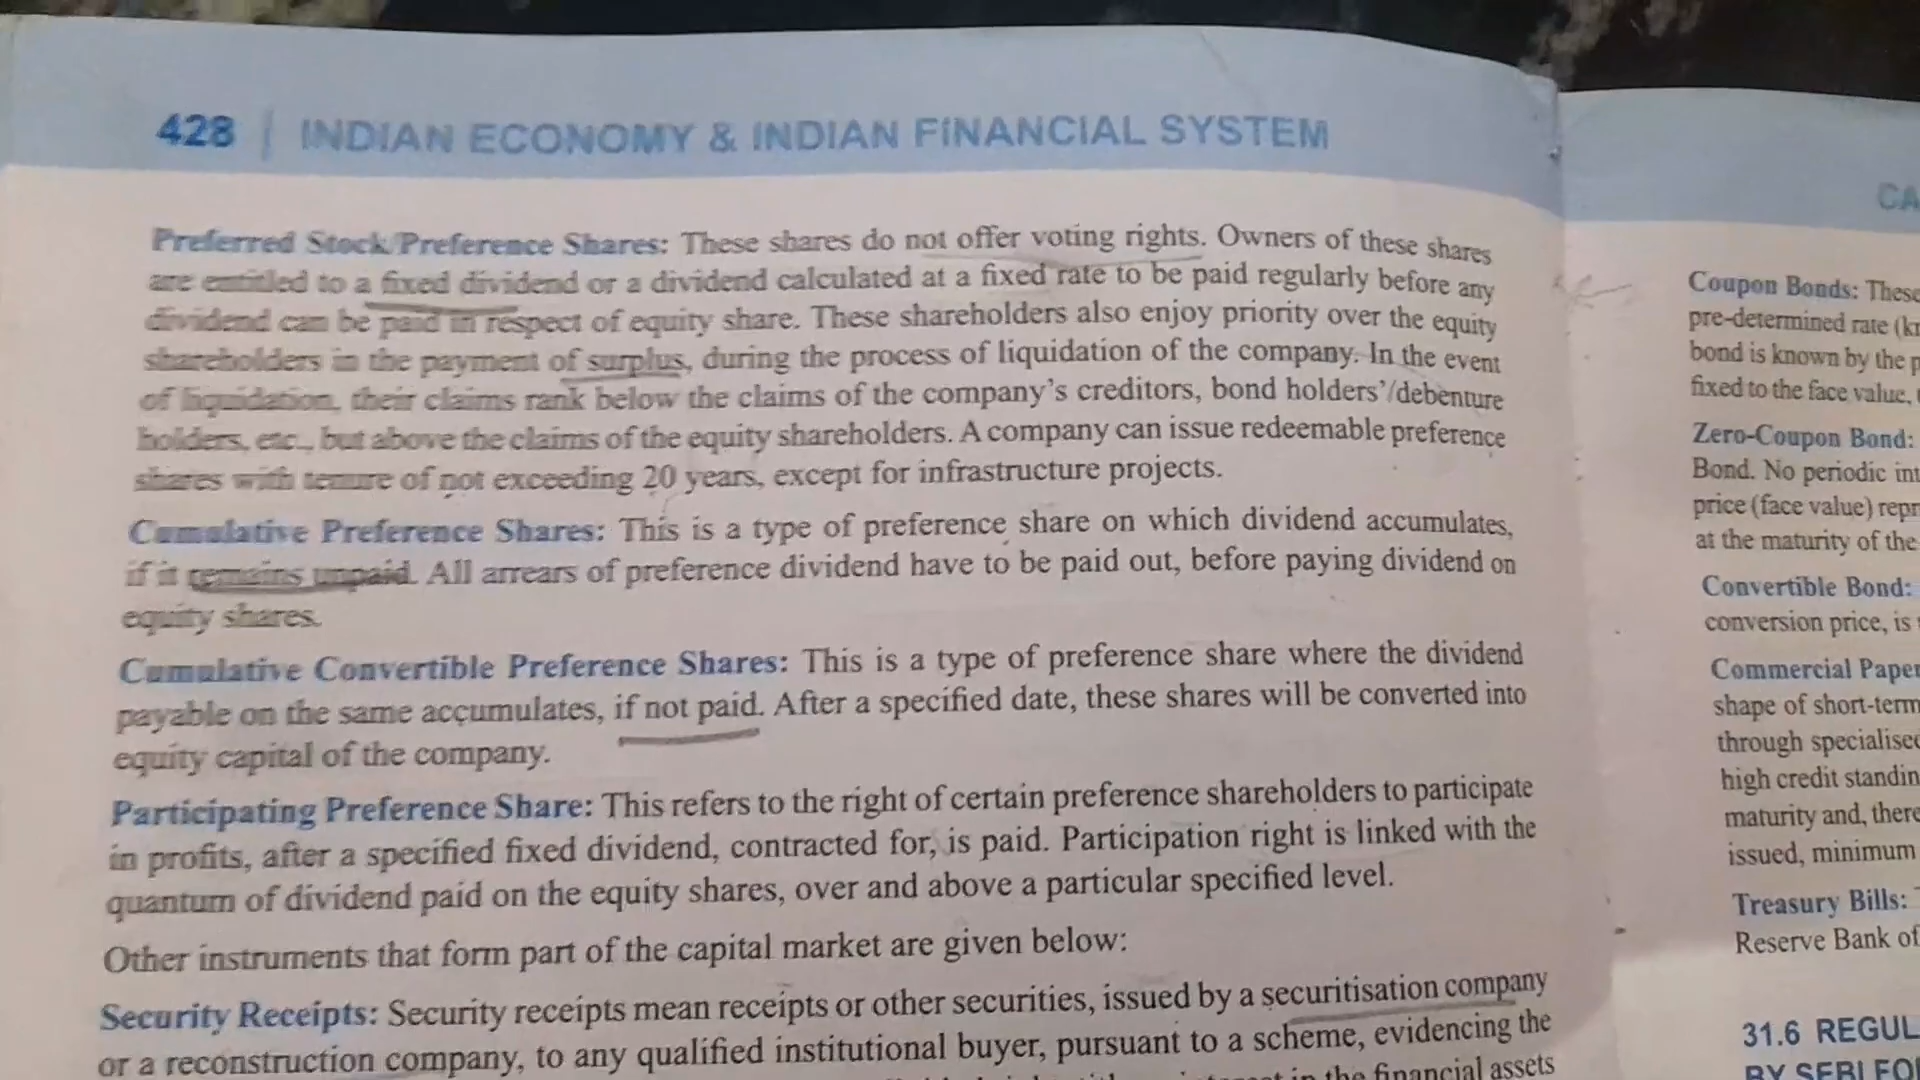 428 | INDIAN ECONOMY & INDIAN FINANCIAL SYSTEM
Preferred Stock/Preference Shares: These shares do not offer voting rights. Owners of these shares
are entitled to a fixed dividend or a dividend calculated at a fixed rate to be paid regularly before any
dividend can be paid in respect of equity share. These shareholders also enjoy priority over the equity
shareholders in the payment of surplus, during the process of liquidation of the company. In the event
of liquidation, their claims rank below the claims of the company's creditors, bond holders'/debenture
holders, etc., but above the claims of the equity shareholders. A company can issue redeemable preference
shares with tenure of not exceeding 20 years, except for infrastructure projects.
Cumulative Preference Shares: This is a type of preference share on which dividend accumulates,
if it remains unpaid. All arrears of preference dividend have to be paid out, before paying dividend on
equity shares.
Cumulative Convertible Preference Shares: This is a type of preference share where the dividend
payable on the same accumulates, if not paid. After a specified date, these shares will be converted into
equity capital of the company.
Participating Preference Share: This refers to the right of certain preference shareholders to participate
in profits, after a specified fixed dividend, contracted for, is paid. Participation right is linked with the
quantum of dividend paid on the equity shares, over and above a particular specified level.
Other instruments that form part of the capital market are given below:
Security Receipts: Security receipts mean receipts or other securities, issued by a securitisation company
or a reconstruction company, to any qualified institutional buyer, pursuant to a scheme, evidencing the
in the financial assets
CA
Coupon Bonds: These
pre-determined rate (
bond is known by the
fixed to the face value,
Zero-Coupon Bond:
Bond. No periodic
price (face value)
at the maturity of the
Convertible Bond:
conversion price, is
Commercial Paper
shape of short-term
through
high credit
maturity and,
issued, minimum
Treasury Bills:
Reserve Bank of
31.6 REGUL
BY SEBI FO